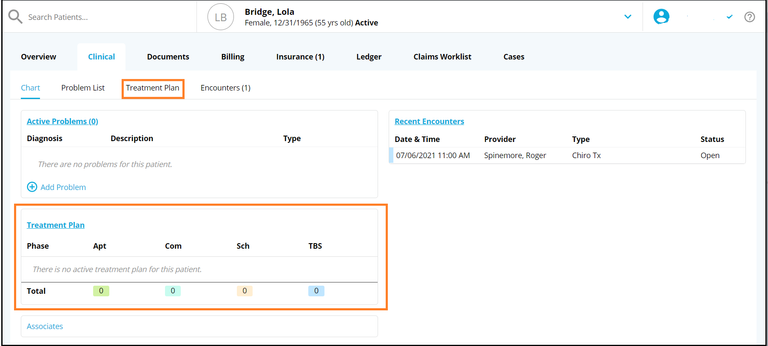 Search Patients...
LB
Bridge, Lola
Female, 12/31/1965 (55 yrs old) Active
Overview Clinical Documents Billing Insurance (1) Ledger Claims Worklist Cases
Chart Problem List Treatment Plan Encounters (1)
Active Problems (0)
Diagnosis Description Type
There are no problems for this patient.
Add Problem
Treatment Plan
Phase Apt Com Sch TBS
There is no active treatment plan for this patient.
Total 0 0 0 0
Associates
Recent Encounters
Date & Time Provider Type Status
07/06/2021 11:00 AM Spinemore, Roger Chiro Tx Open